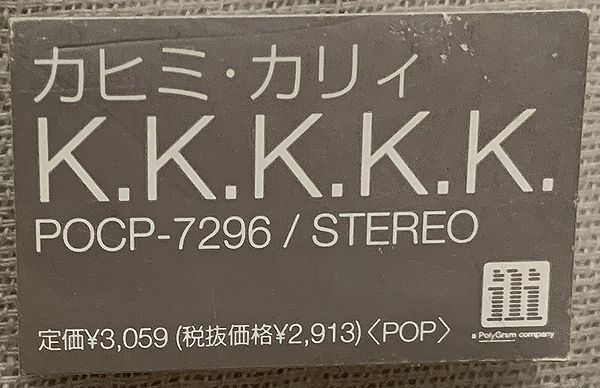 カヒミ・カリィ
K.K.K.K.K.
POCP-7296 / STEREO
定価¥3,059 (税抜価格¥2,913)〈POP〉
a PolyGram company